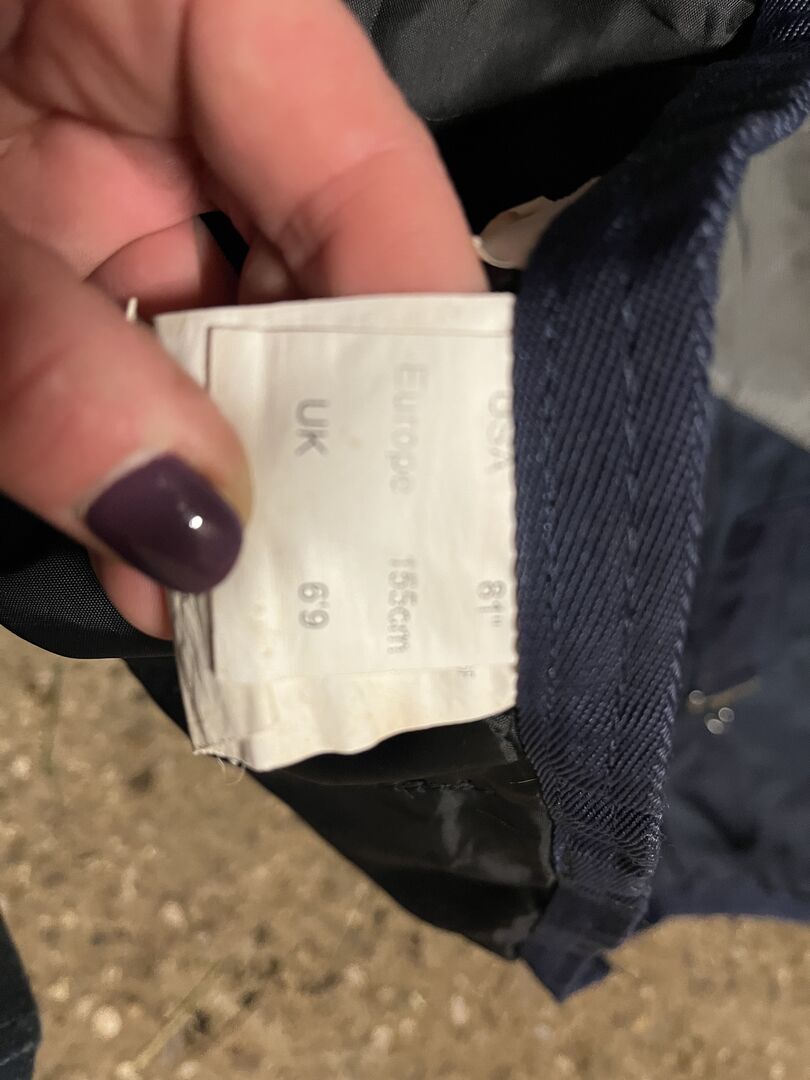 USA 81"
Europe 155cm
UK 6'9